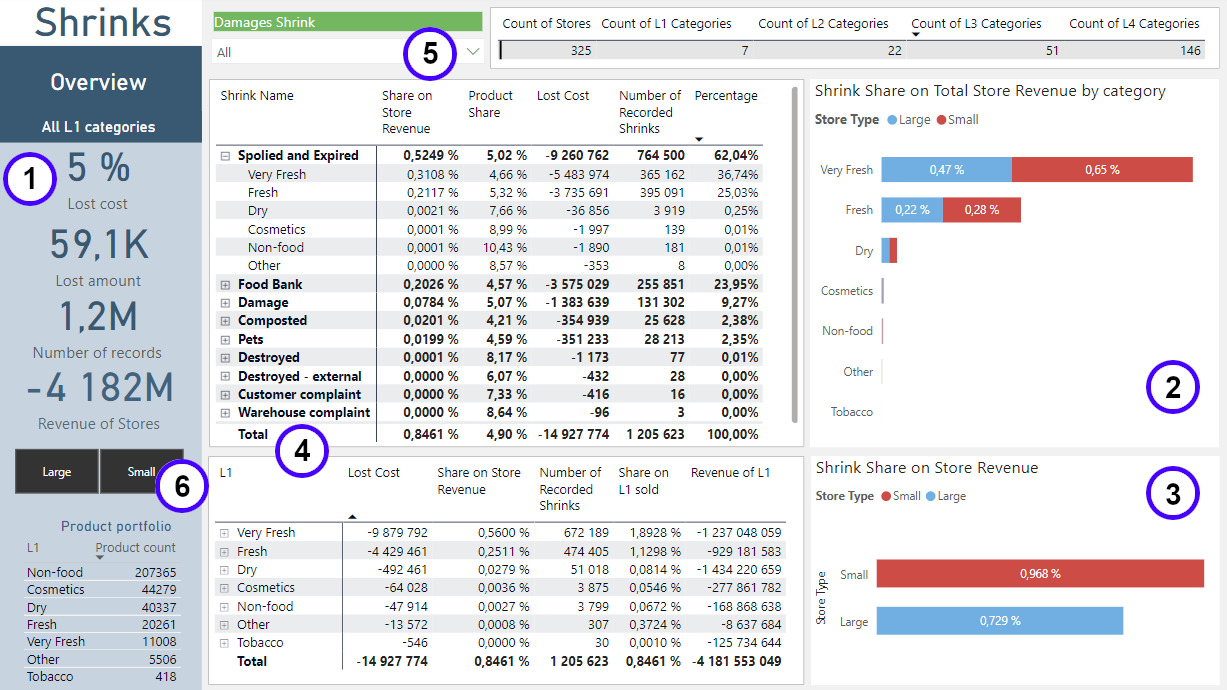 Shrinks
Overview
All L1 categories
1
5 %
Lost cost
59,1K
Lost amount
1,2M
Number of records
-4 182M
Revenue of Stores
Large Small
6
Product portfolio
L1 Product count
Non-food 207365
Cosmetics 44279
Dry 40337
Fresh 20261
Very Fresh 11008
Other 5506
Tobacco 418
Damages Shrink
All
5
Count of Stores Count of L1 Categories Count of L2 Categories Count of L3 Categories Count of L4 Categories
325 7 22 51 146
Shrink Name Share on Store Revenue Product Share Lost Cost Number of Recorded Shrinks Percentage
Spolied and Expired 0,5249 % 5,02 % -9 260 762 764 500 62,04%
Very Fresh 0,3108 % 4,66 % -5 483 974 365 162 36,74%
Fresh 0,2117 % 5,32 % -3 735 691 395 091 25,03%
Dry 0,0021 % 7,66 % -36 856 3 919 0,25%
Cosmetics 0,0001 % 8,99 % -1 997 139 0,01%
Non-food 0,0001 % 10,43 % -1 890 181 0,01%
Other 0,0000 % 8,57 % -353 8 0,00%
Food Bank 0,2026 % 4,57 % -3 575 029 255 851 23,95%
Damage 0,0784 % 5,07 % -1 383 639 131 302 9,27%
Composted 0,0201 % 4,21 % -354 939 25 628 2,38%
Pets 0,0199 % 4,59 % -351 233 28 213 2,35%
Destroyed 0,0001 % 8,17 % -1 173 77 0,01%
Destroyed - external 0,0000 % 6,07 % -432 28 0,00%
Customer complaint 0,0000 % 7,33 % -416 16 0,00%
Warehouse complaint 0,0000 % 8,64 % -96 3 0,00%
Total 0,8461 % 4,90 % -14 927 774 1 205 623 100,00%
4
L1 Lost Cost Share on Store Revenue Number of Recorded Shrinks Share on L1 sold Revenue of L1
Very Fresh -9 879 792 0,5600 % 672 189 1,8928 % -1 237 048 059
Fresh -4 429 461 0,2511 % 474 405 1,1298 % -929 181 583
Dry -492 461 0,0279 % 51 018 0,0814 % -1 434 220 659
Cosmetics -64 028 0,0036 % 3 875 0,0546 % -277 861 782
Non-food -47 914 0,0027 % 3 799 0,0672 % -168 868 638
Other -13 572 0,0008 % 307 0,3724 % -8 637 684
Tobacco -546 0,0000 % 30 0,0010 % -125 734 644
Total -14 927 774 0,8461 % 1 205 623 0,8461 % -4 181 553 049
Shrink Share on Total Store Revenue by category
Store Type Large Small
Very Fresh 0,47 % 0,65 %
Fresh 0,22 % 0,28 %
Dry
Cosmetics
Non-food
Other
2
Tobacco
Shrink Share on Store Revenue
Store Type Small Large
3
Store Type
Small 0,968 %
Large 0,729 %